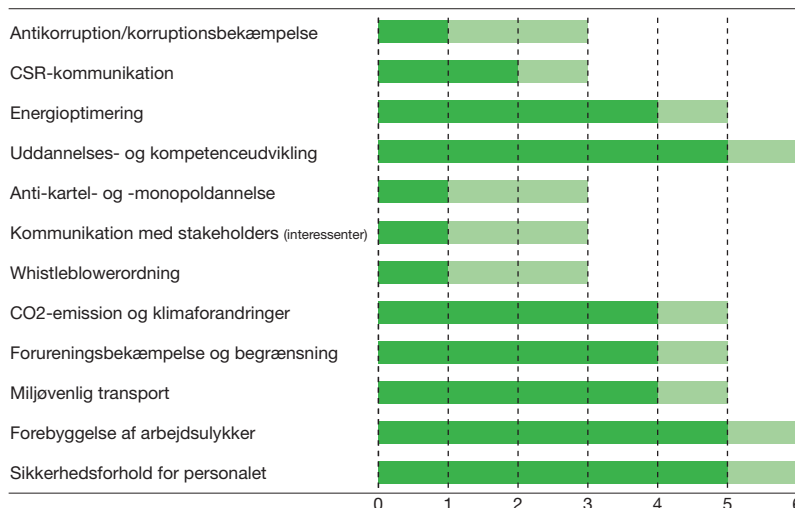 Antikorruption/korruptionsbekæmpelse
CSR-kommunikation
Energioptimering
Uddannelses- og kompetenceudvikling
Anti-kartel- og -monopoldannelse
Kommunikation med stakeholders (interessenter)
Whistleblowerordning
CO2-emission og klimaforandringer
Forureningsbekæmpelse og begrænsning
Miljøvenlig transport
Forebyggelse af arbejdsulykker
Sikkerhedsforhold for personalet
0 1 2 3 4 5 6